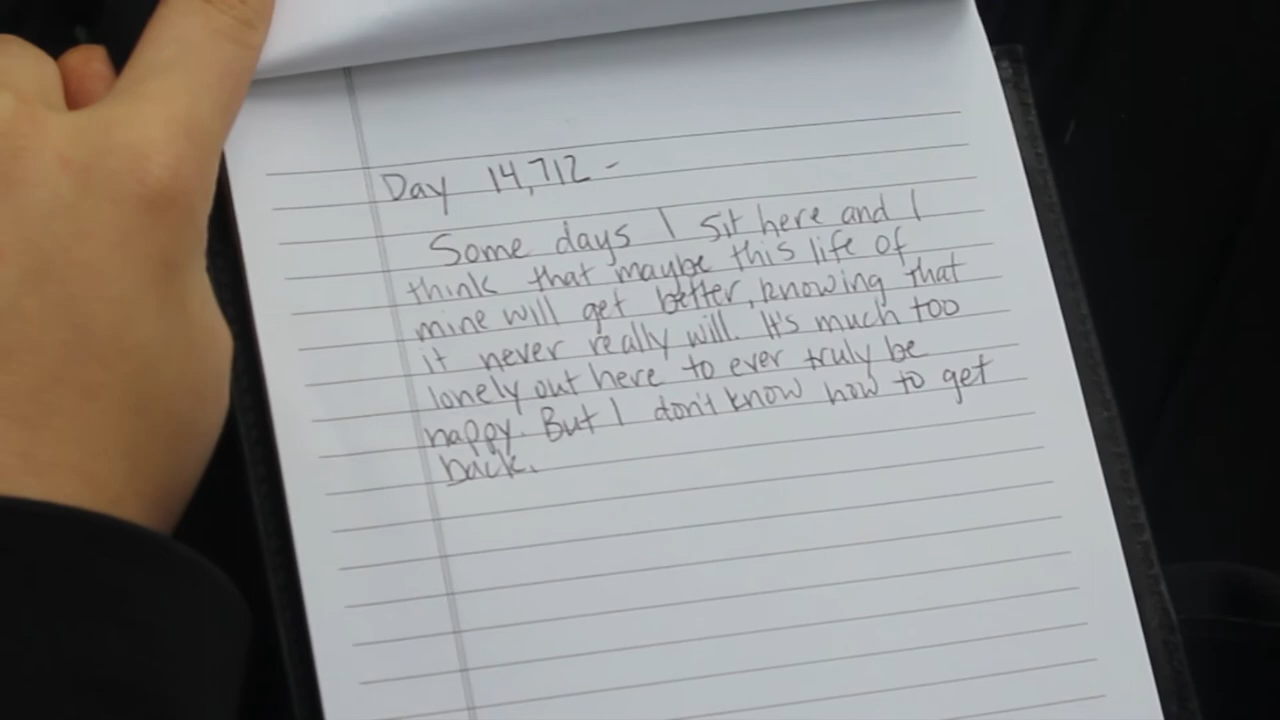 Day 14,712 -
Some days I sit here and I
think that maybe this life of
mine will get better, knowing that
it never really will. It's much too
lonely out here to ever truly be
happy. But I don't know how to get
back.